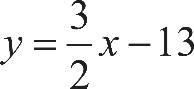 y = 3/2 x − 13